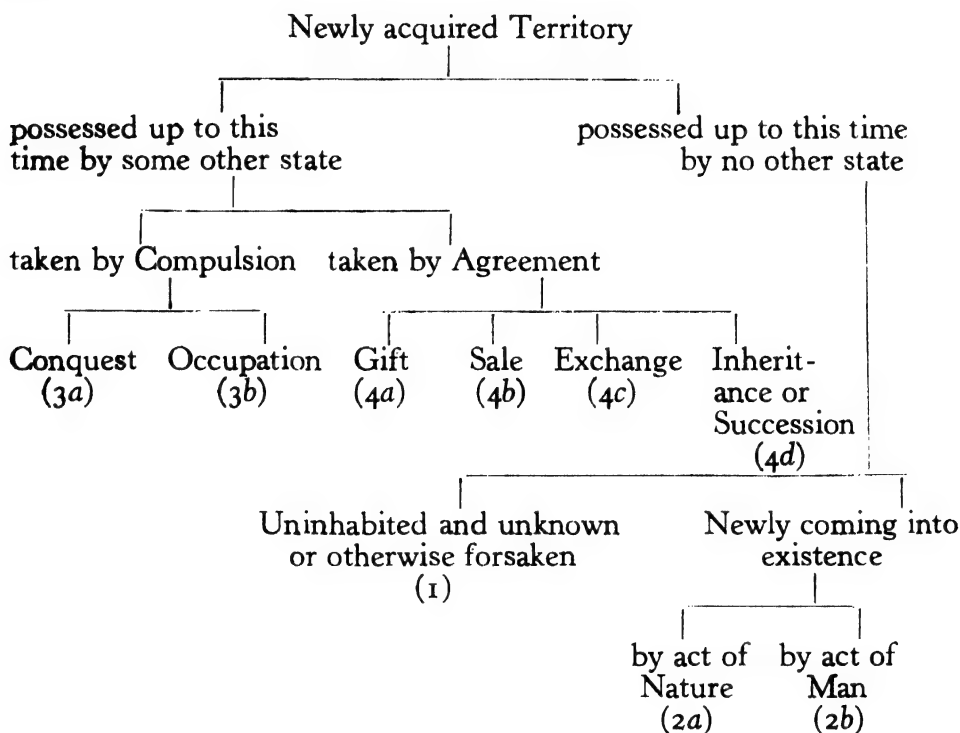 Newly acquired Territory
possessed up to this
time by some other state
possessed up to this time
by no other state
taken by Compulsion
taken by Agreement
Conquest
(3a)
Occupation
(3b)
Gift
(4a)
Sale
(4b)
Exchange
(4c)
Inherit-
ance or
Succession
(4d)
Uninhabited and unknown
or otherwise forsaken
(1)
Newly coming into
existence
by act of
Nature
(2a)
by act of
Man
(2b)